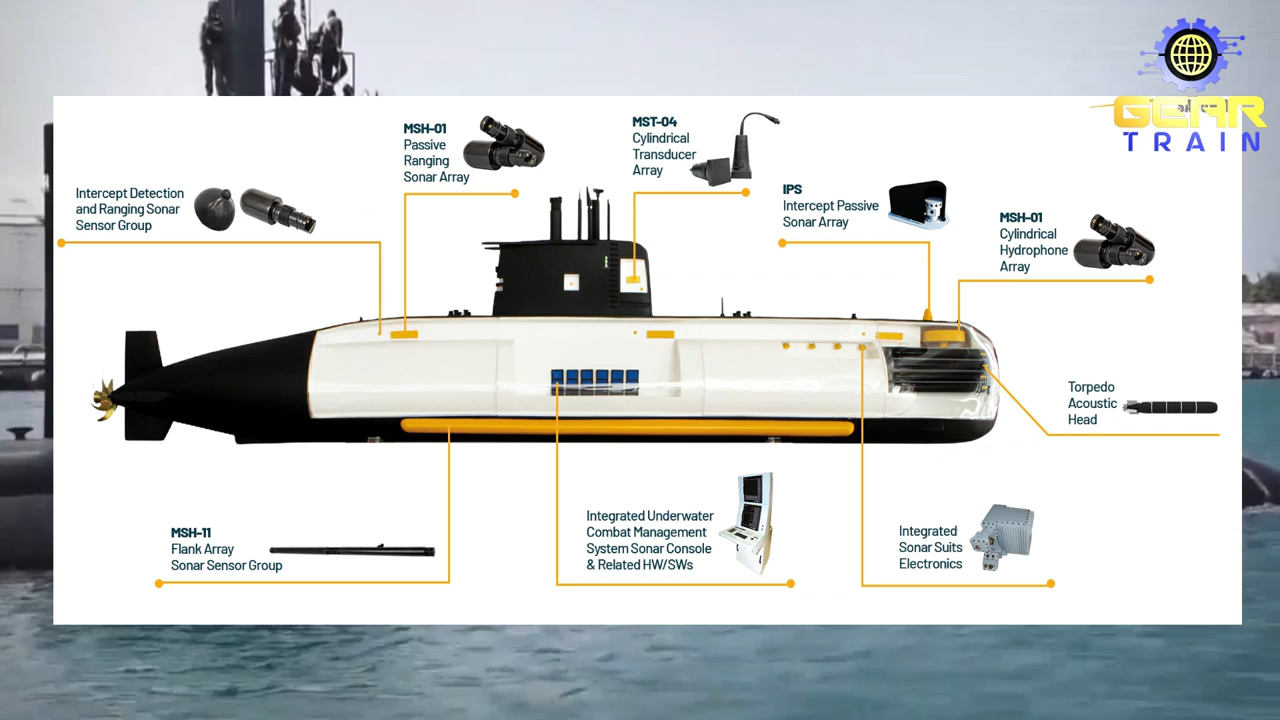 GEAR
TRAIN
MSH-01
Passive
Ranging
Sonar Array
MST-04
Cylindrical
Transducer
Array
Intercept Detection
and Ranging Sonar
Sensor Group
IPS
Intercept Passive
Sonar Array
MSH-01
Cylindrical
Hydrophone
Array
Torpedo
Acoustic
Head
MSH-11
Flank Array
Sonar Sensor Group
Integrated Underwater
Combat Management
System Sonar Console
& Related HW/SWs
Integrated
Sonar Suits
Electronics